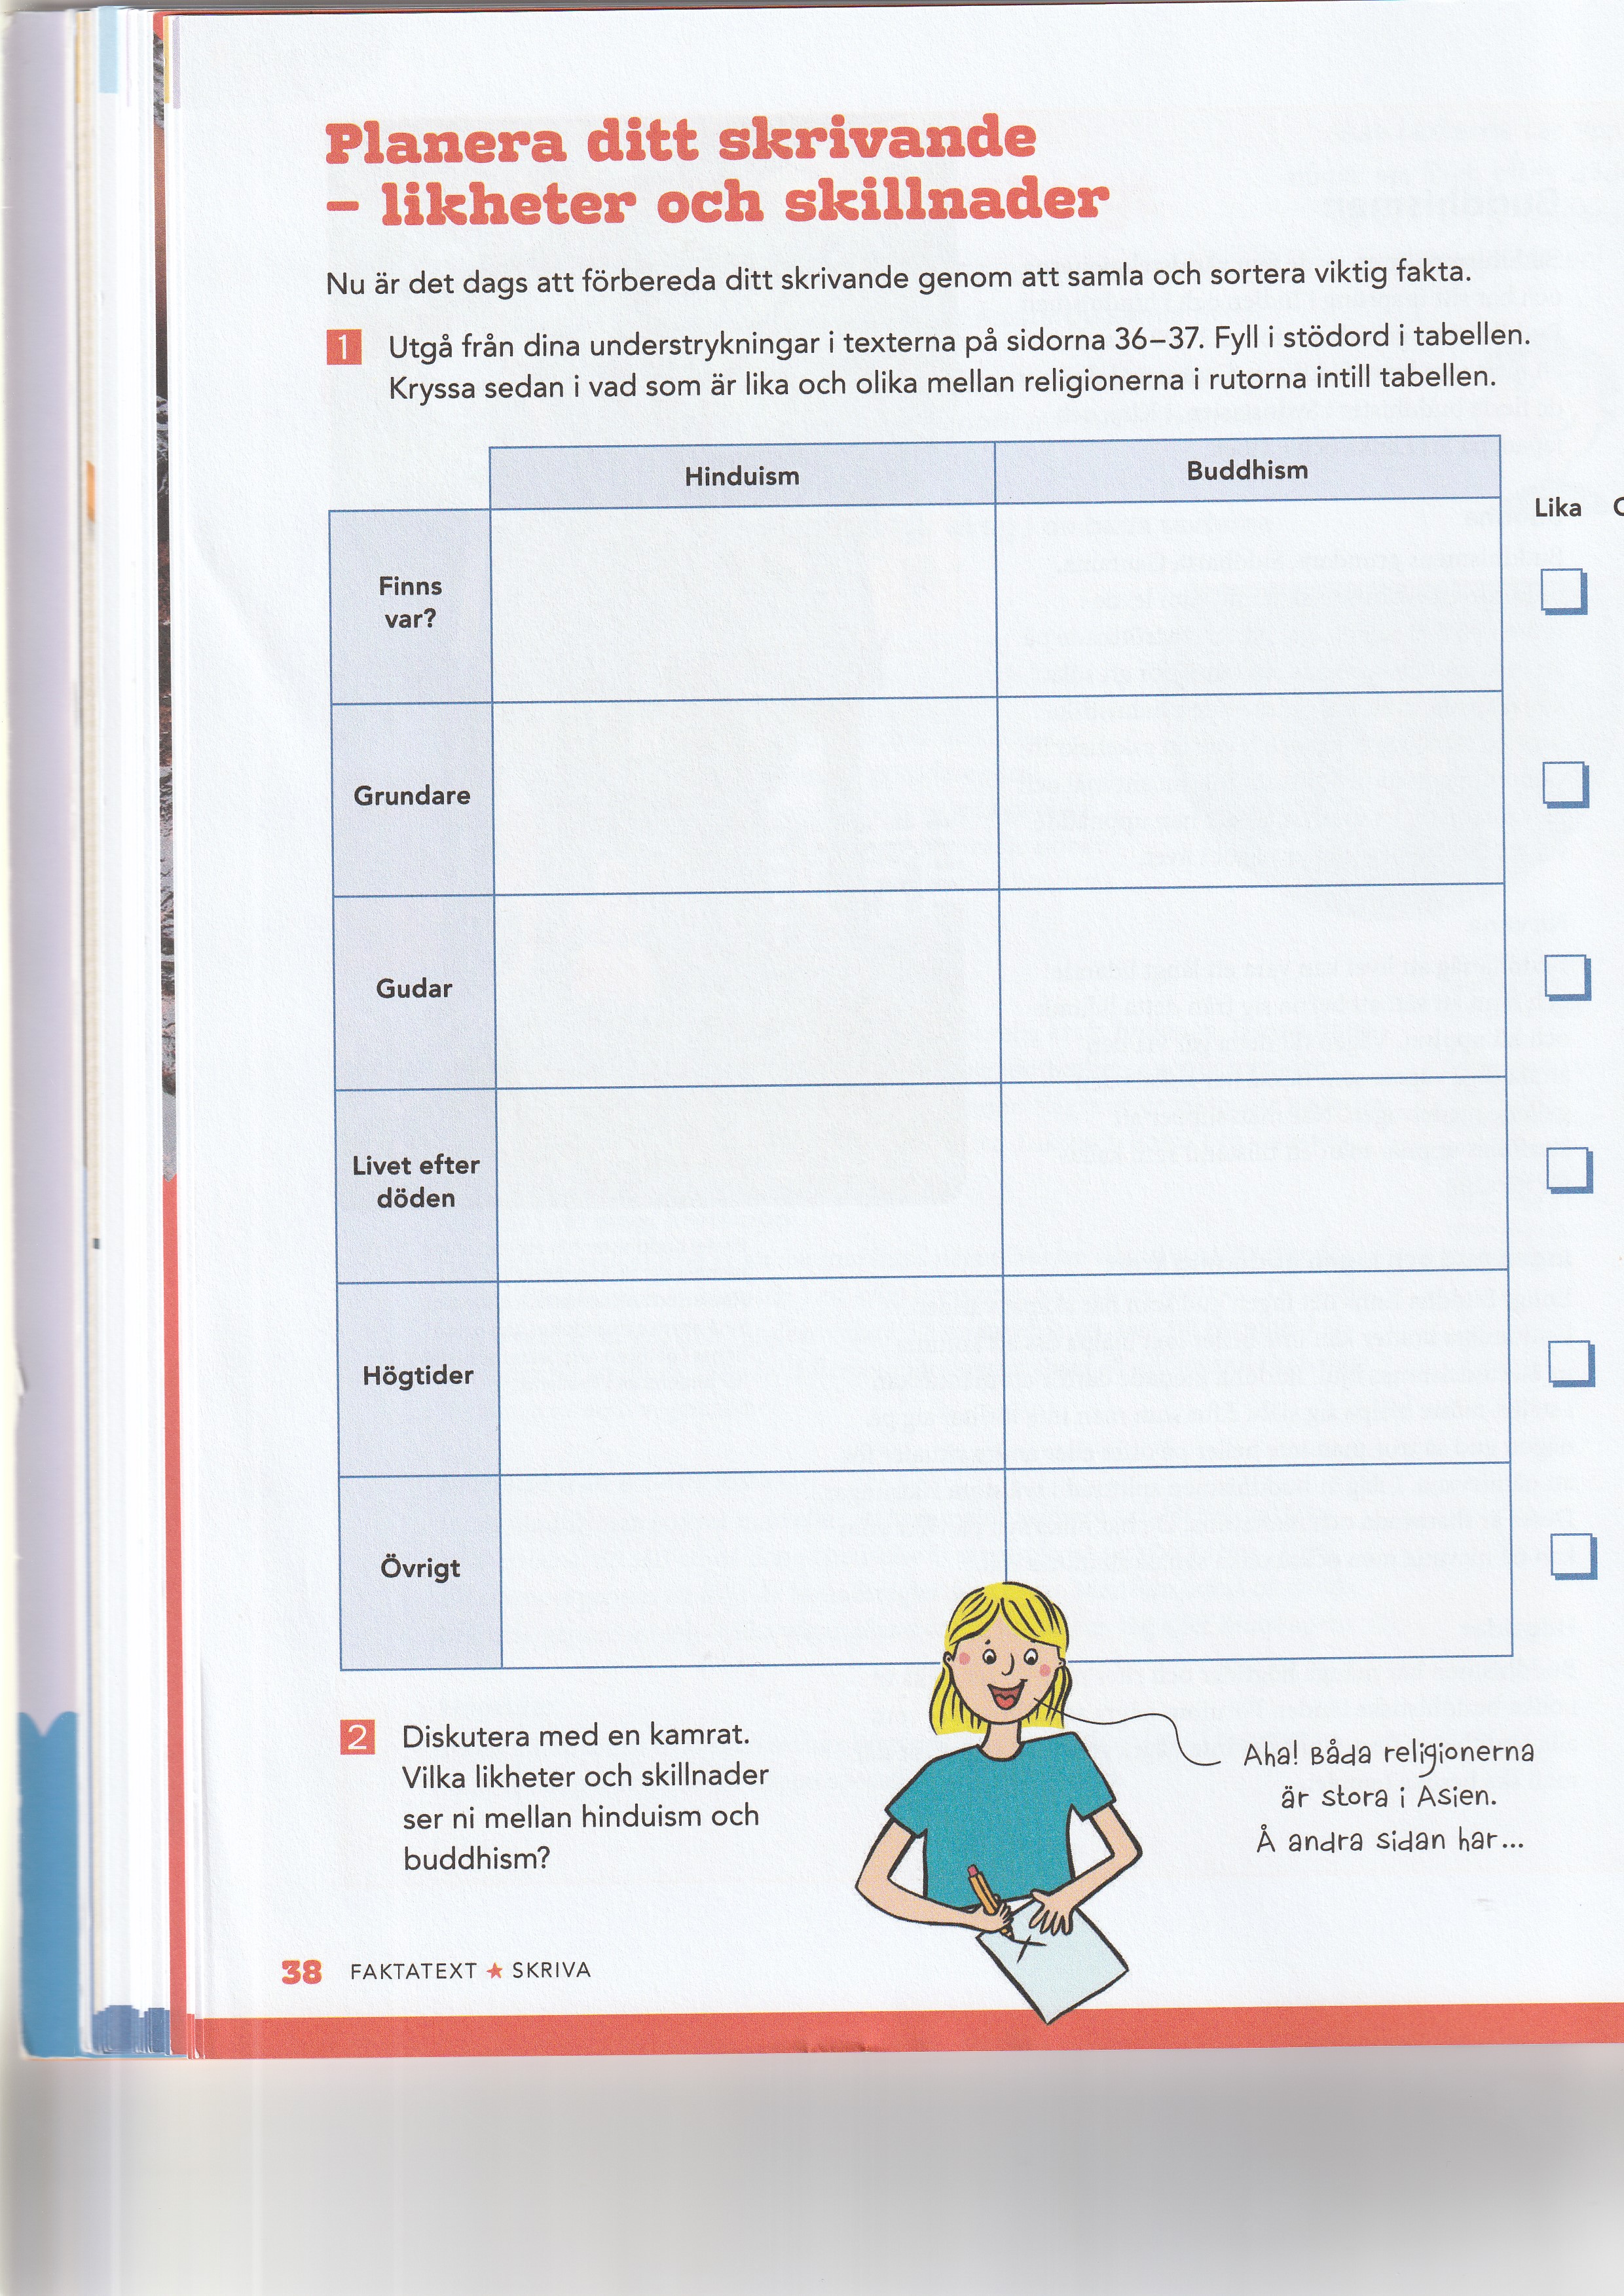 Planera ditt skrivande
– likheter och skillnader
Nu är det dags att förbereda ditt skrivande genom att samla och sortera viktig fakta.
1 Utgå från dina understrykningar i texterna på sidorna 36–37. Fyll i stödord i tabellen.
Kryssa sedan i vad som är lika och olika mellan religionerna i rutorna intill tabellen.
Hinduism Buddhism
Lika
Finns
var?
Grundare
Gudar
Livet efter
döden
Högtider
Övrigt
2 Diskutera med en kamrat.
Vilka likheter och skillnader
ser ni mellan hinduism och
buddhism?
Aha! Båda religionerna
är stora i Asien.
Å andra sidan har...
38 FAKTATEXT ★ SKRIVA